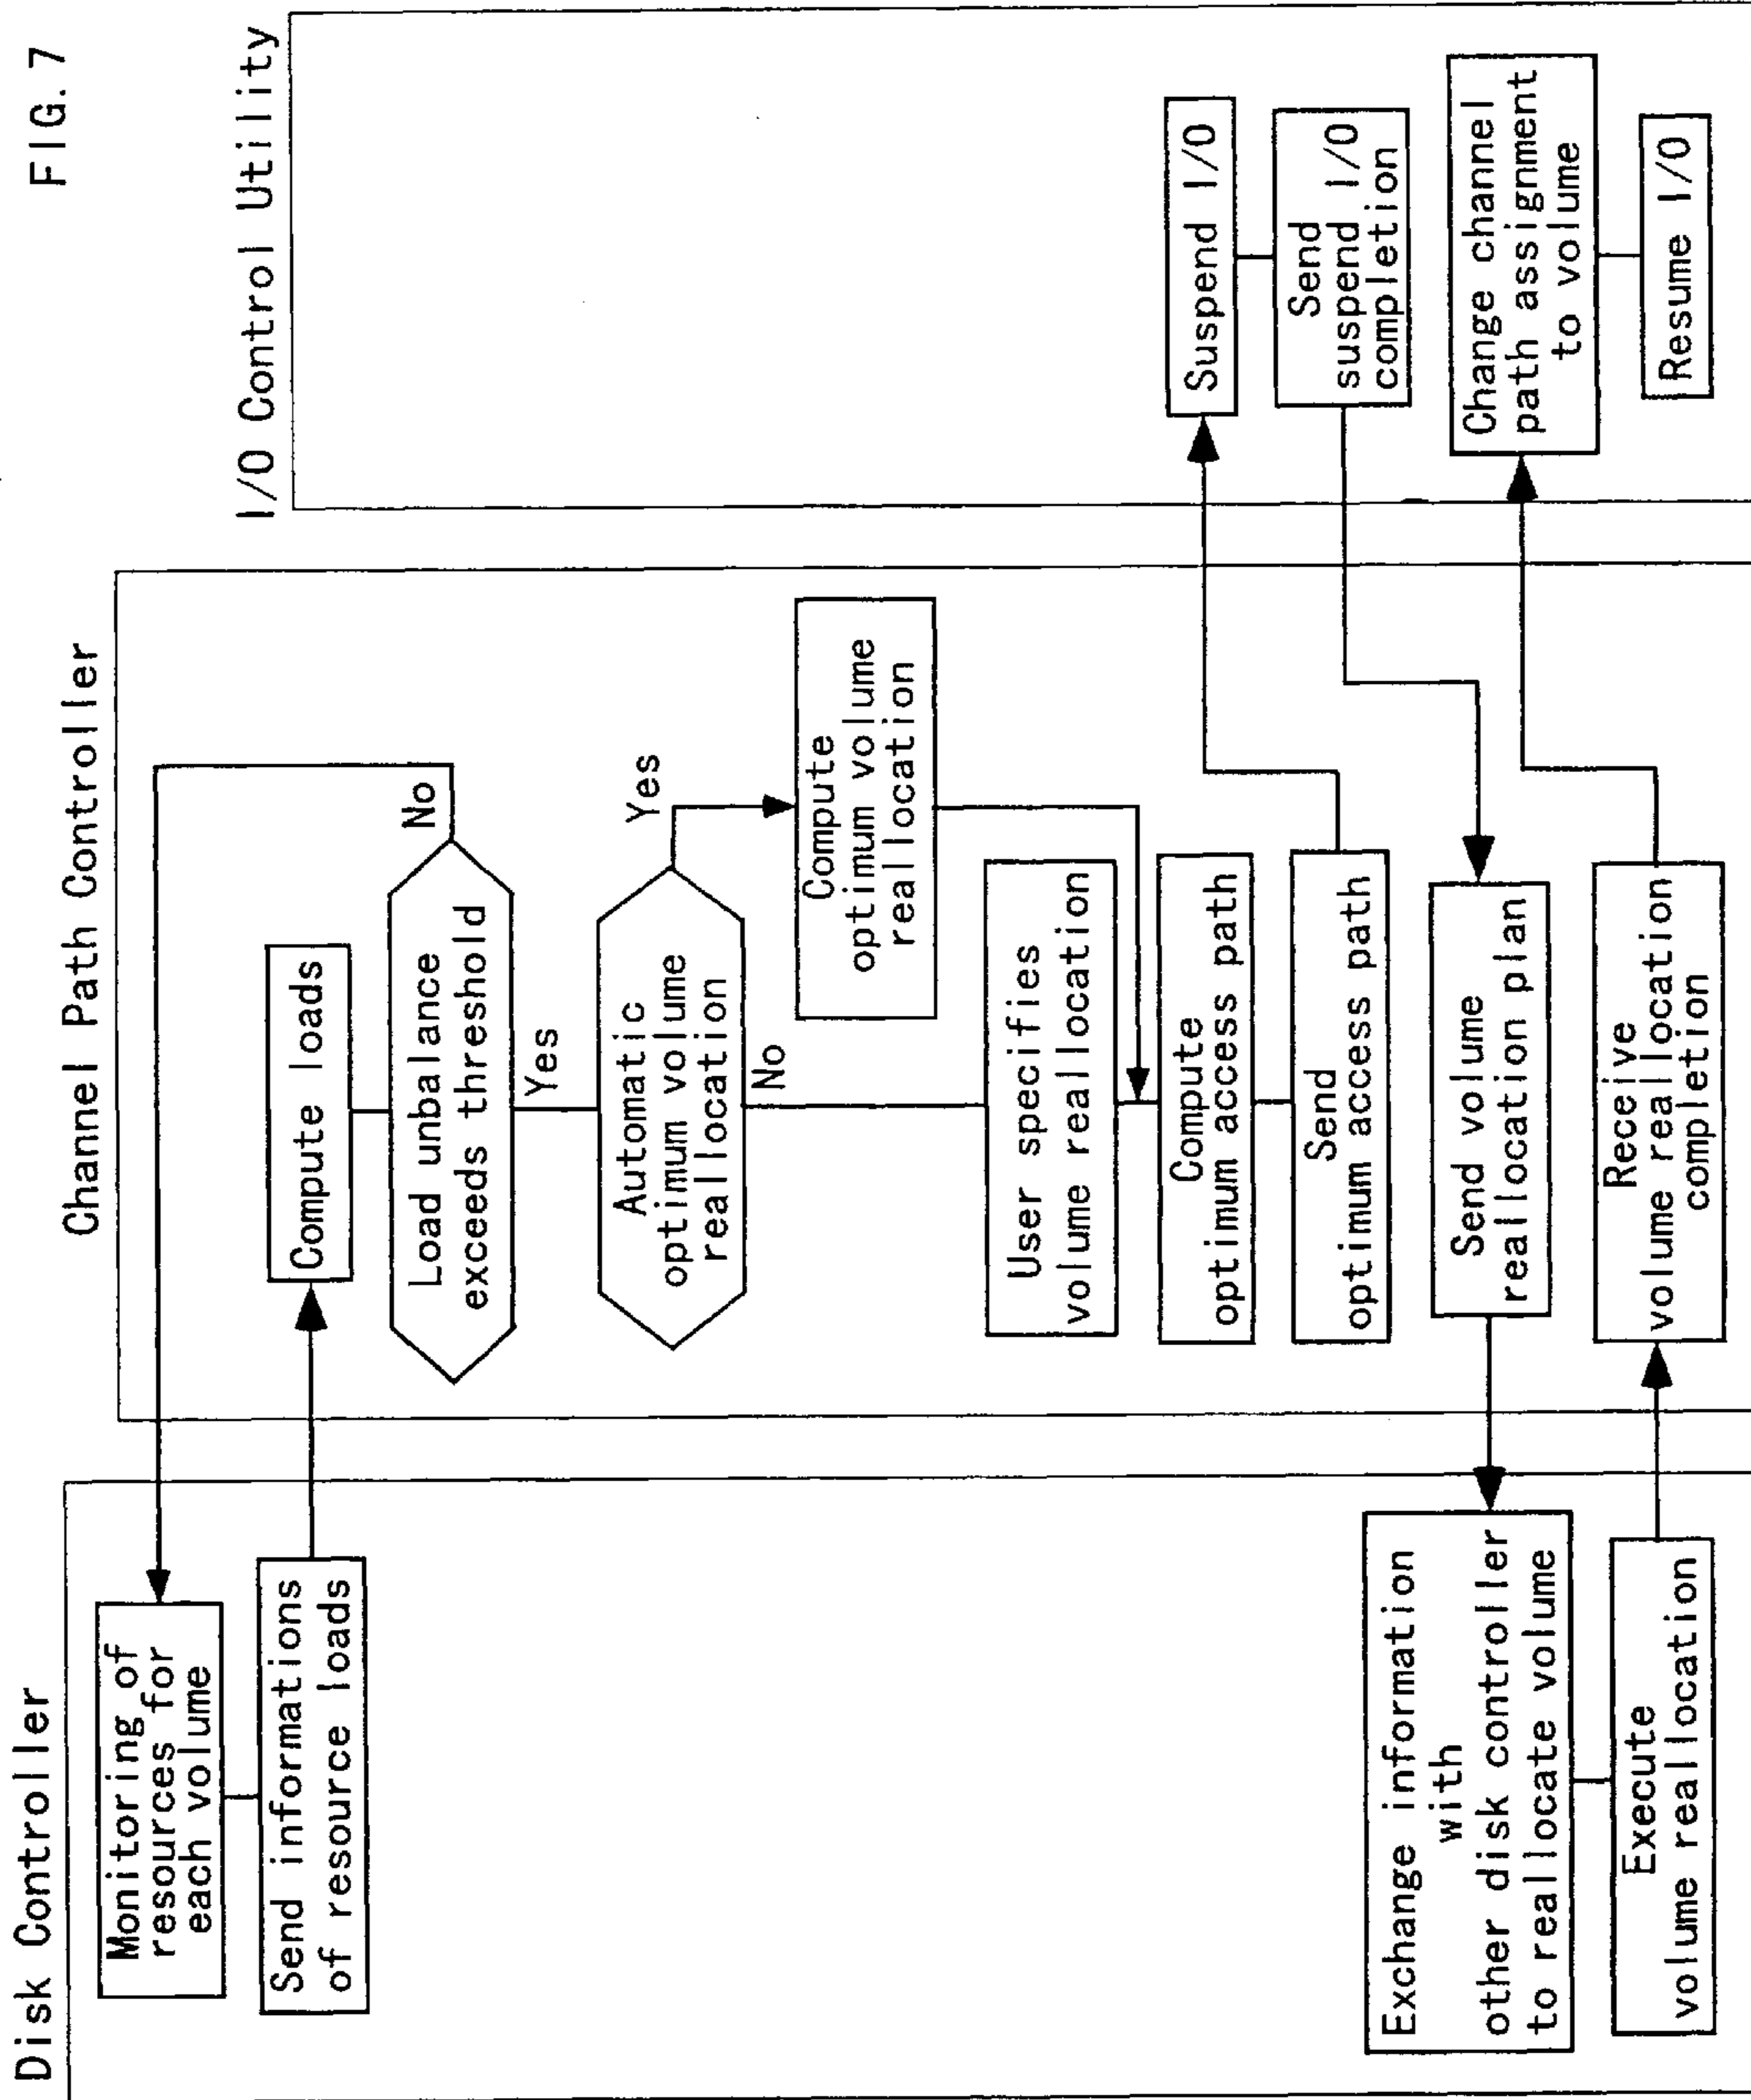 FIG. 7
Disk Controller
Monitoring of
resources for
each volume
Send informations
of resource loads
Exchange information
with
other disk controller
to reallocate volume
Execute
volume reallocation
Channel Path Controller
Compute loads
Load unbalance
exceeds threshold
No
Yes
Automatic
optimum volume
reallocation
Yes
No
Compute
optimum volume
reallocation
User specifies
volume reallocation
Compute
optimum access path
Send
optimum access path
Send volume
reallocation plan
Receive
volume reallocation
completion
I/O Control Utility
Suspend I/O
Send
suspend I/O
completion
Change channel
path assignment
to volume
Resume I/O